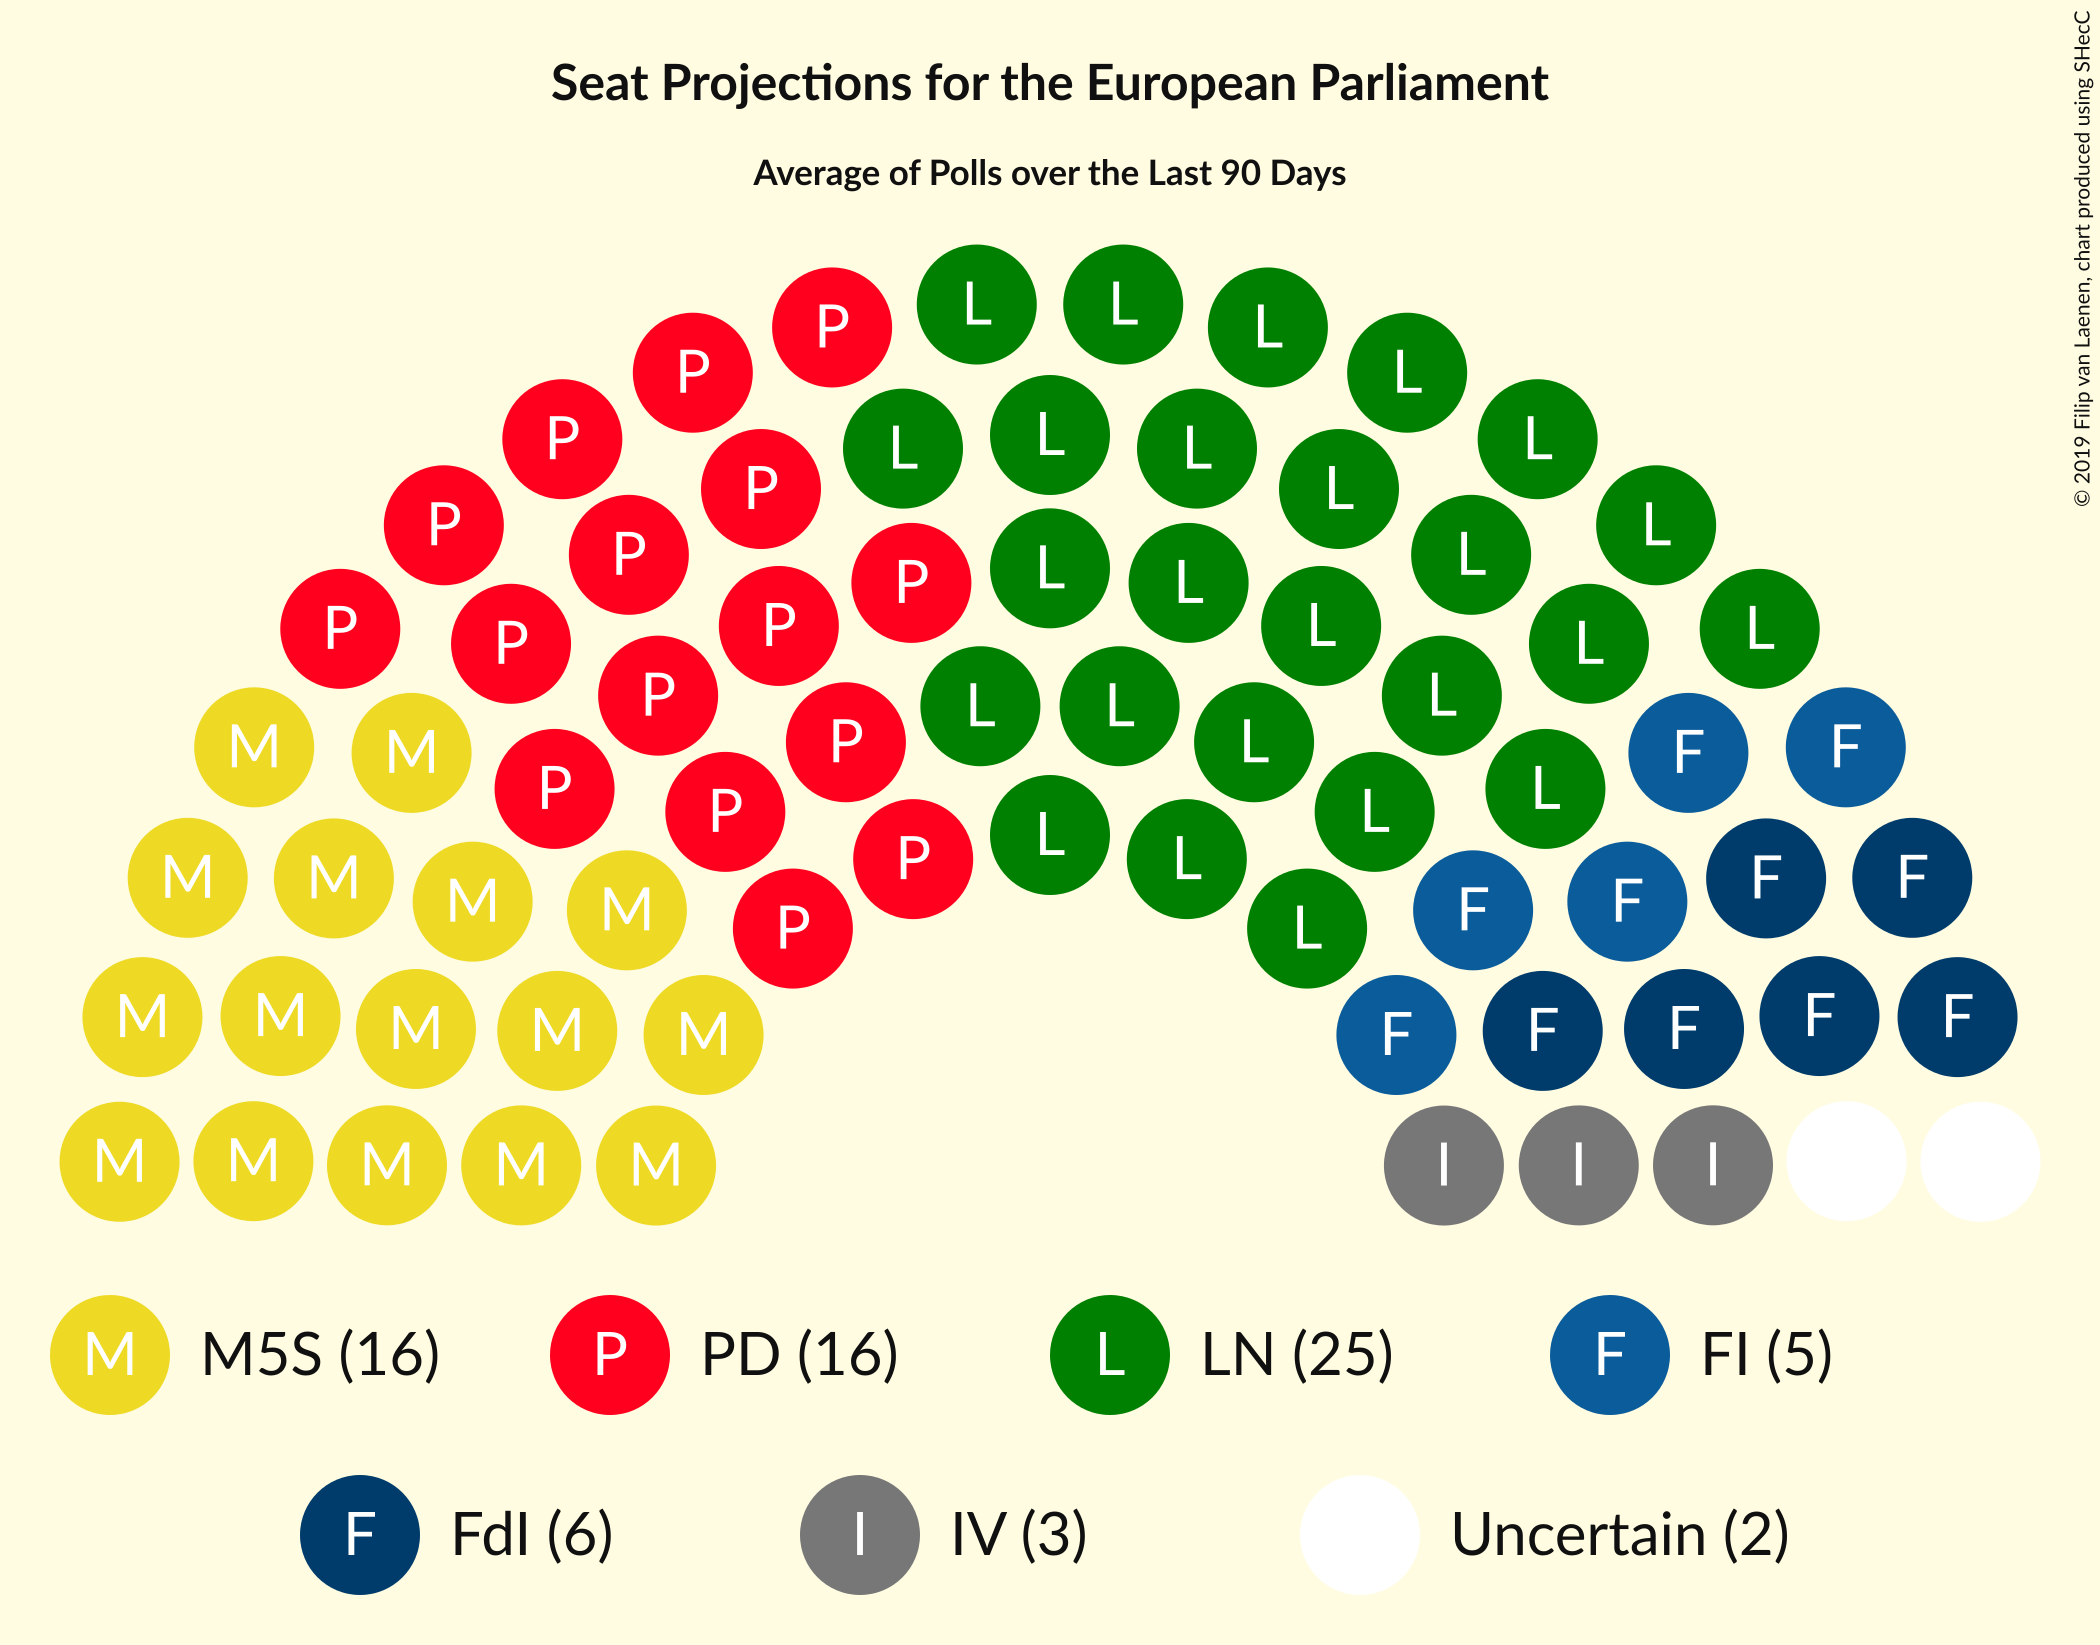 Seat Projections for the European Parliament
Average of Polls over the Last 90 Days
© 2019 Filip van Laenen, chart produced using SHecC
L L
P L
P L
P L
L
L L
P L
P L
P L
P L
P L
P L
P L
P L
M F
M F
L L
P L
P L
P L
M F
M F
L
P L
M F
M F
P L
M F
M F
M F
M F
M F
M M M M M I I I
M M5S (16) P PD (16) L LN (25) F FI (5)
F FdI (6) I IV (3) Uncertain (2)